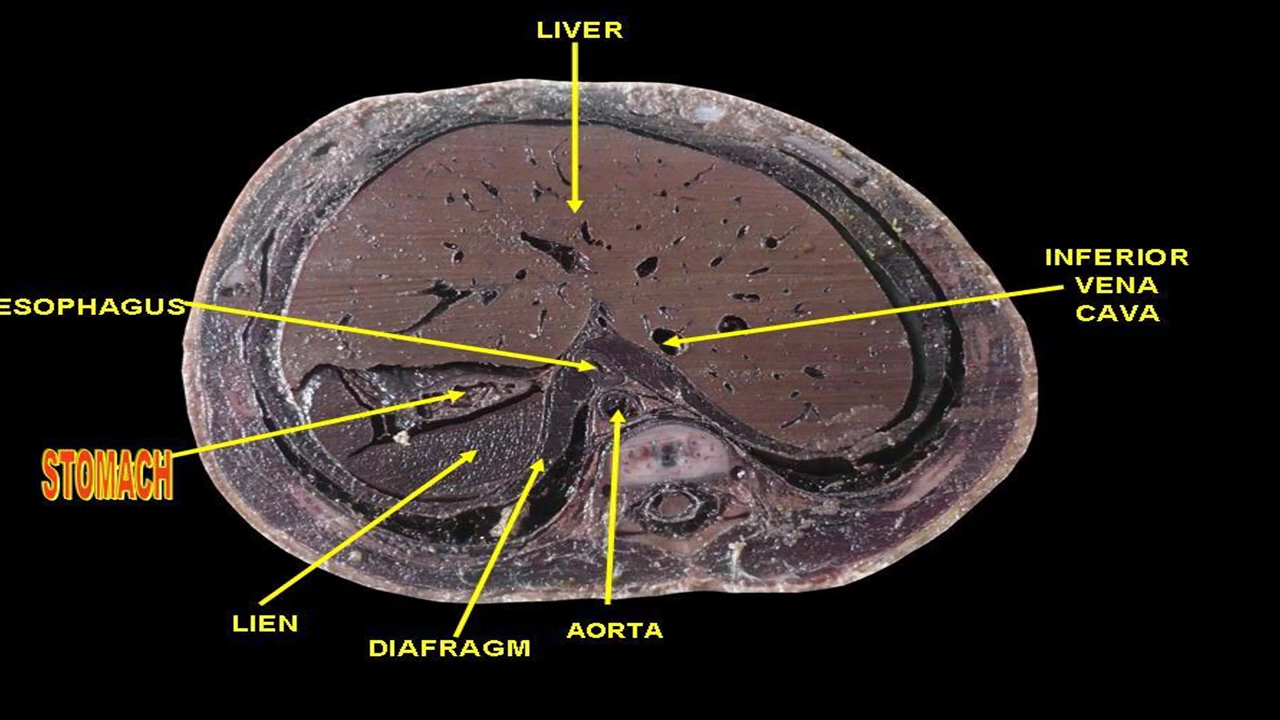 LIVER
INFERIOR
VENA
CAVA
ESOPHAGUS
STOMACH
LIEN
DIAFRAGM
AORTA